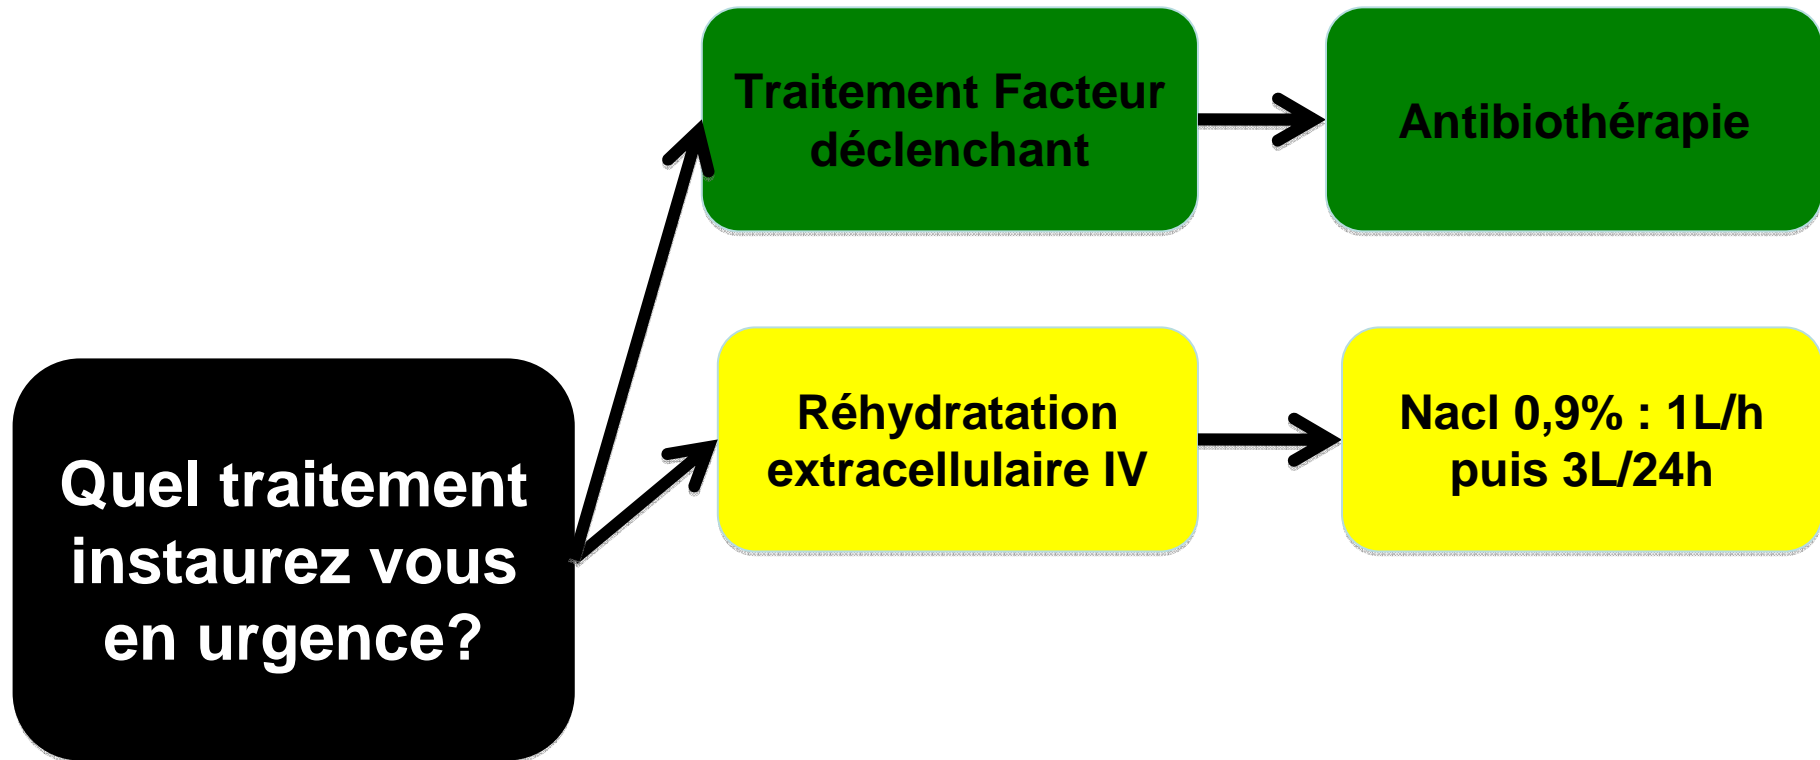 Traitement Facteur
déclenchant
Antibiothérapie
Quel traitement
instaurez vous
en urgence?
Réhydratation
extracellulaire IV
Nacl 0,9% : 1L/h
puis 3L/24h